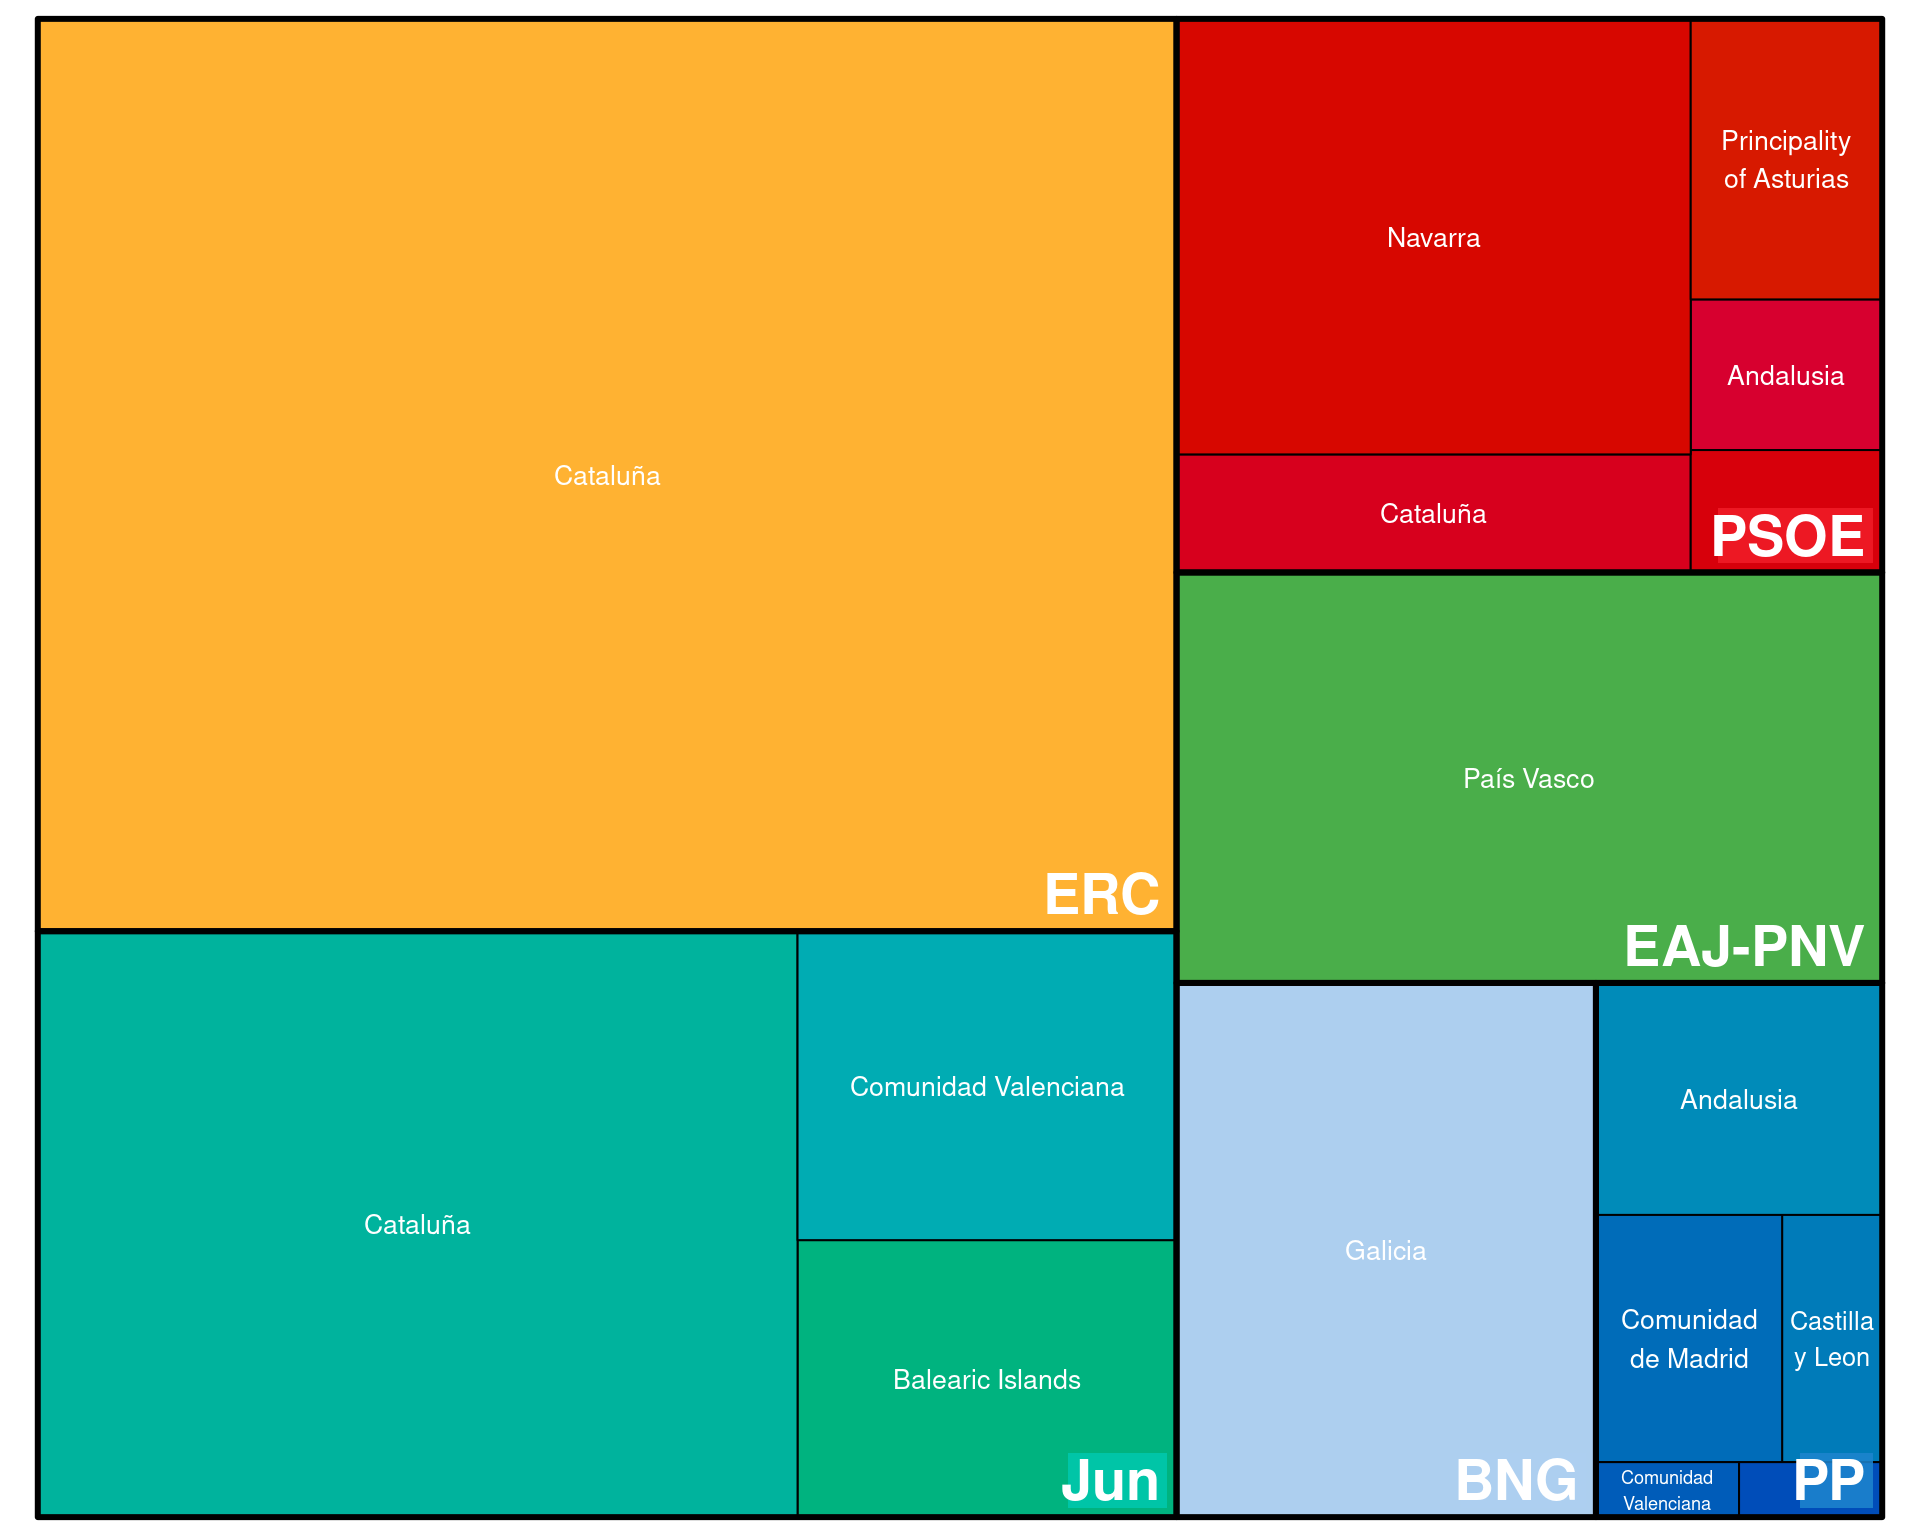 Cataluña
ERC
Cataluña
Comunidad Valenciana
Balearic Islands
Jun
Navarra
Principality
of Asturias
Andalusia
Cataluña
PSOE
País Vasco
EAJ-PNV
Galicia
BNG
Andalusia
Comunidad
de Madrid
Castilla
y Leon
Comunidad
Valenciana
PP